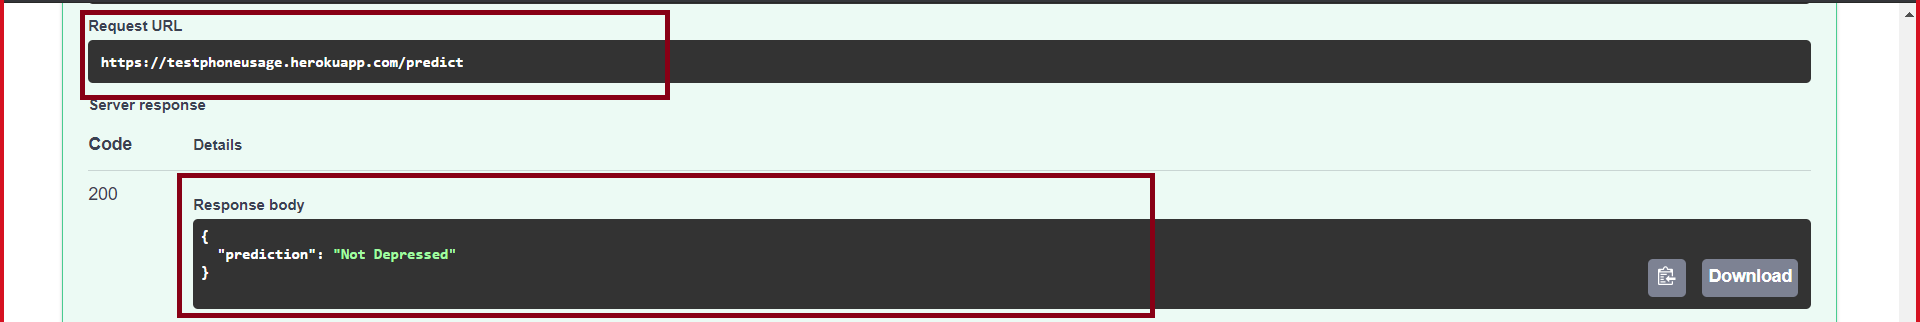 Request URL
https://testphoneusage.herokuapp.com/predict
Server response
Code Details
200
Response body
{
"prediction": "Not Depressed"
}
Download